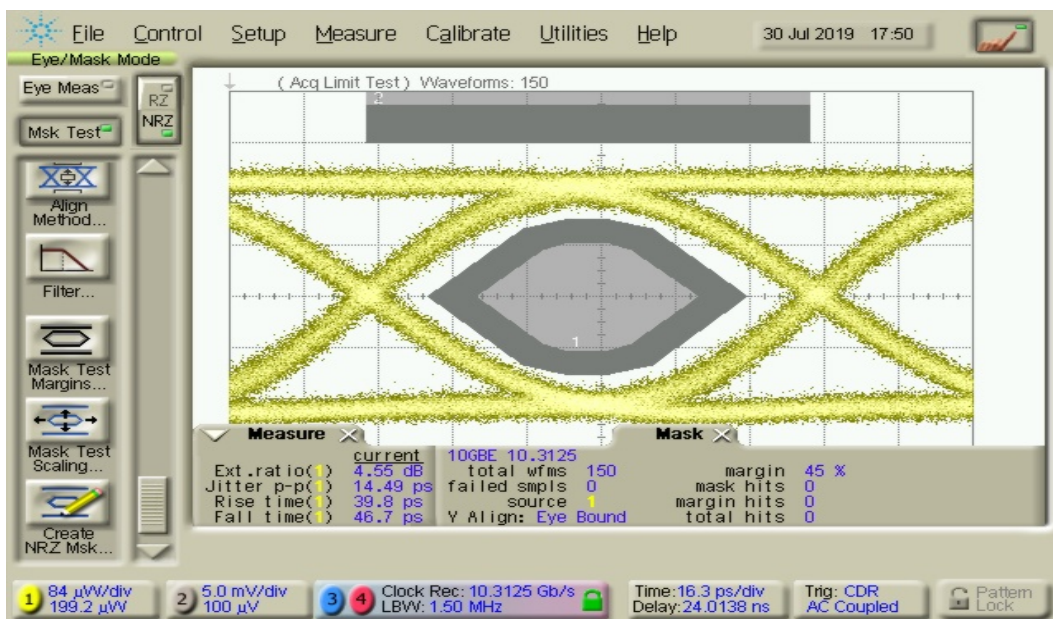 File Control Setup Measure Calibrate Utilities Help 30 Jul 2019 17:50
Eye/Mask Mode
Eye Meas
RZ
NRZ
Msk Test
( Acq Limit Test ) Waveforms: 150
2
1
Align
Method...
Filter...
Mask Test
Margins...
Mask Test
Scaling...
Create
NRZ Msk...
Measure
current
Ext.ratio(1) 4.55 dB
Jitter p-p(1) 14.49 ps
Rise time(1) 39.8 ps
Fall time(1) 46.7 ps
Mask
10GBE 10.3125
total wfms 150 margin 45 %
failed smpls 0 mask hits 0
source 1 margin hits 0
Y Align: Eye Bound total hits 0
1 84 µW/div
199.2 µW
2 5.0 mV/div
100 µV
3 4 Clock Rec: 10.3125 Gb/s
LBW: 1.50 MHz
Time:16.3 ps/div
Delay:24.0138 ns
Trig: CDR
AC Coupled
Pattern
Lock